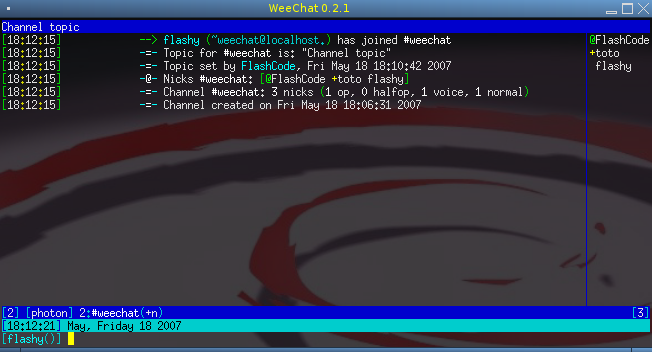 WeeChat 0.2.1
Channel topic
[18:12:15] --> flashy (~weechat@localhost.) has joined #weechat
[18:12:15] -=- Topic for #weechat is: "Channel topic"
[18:12:15] -=- Topic set by FlashCode, Fri May 18 18:10:42 2007
[18:12:15] -@- Nicks #weechat: [@FlashCode +toto flashy]
[18:12:15] -=- Channel #weechat: 3 nicks (1 op, 0 halfop, 1 voice, 1 normal)
[18:12:15] -=- Channel created on Fri May 18 18:06:31 2007
@FlashCode
+toto
flashy
[2] [photon] 2:#weechat(+n) [3]
[18:12:21] May, Friday 18 2007
[flashy()]